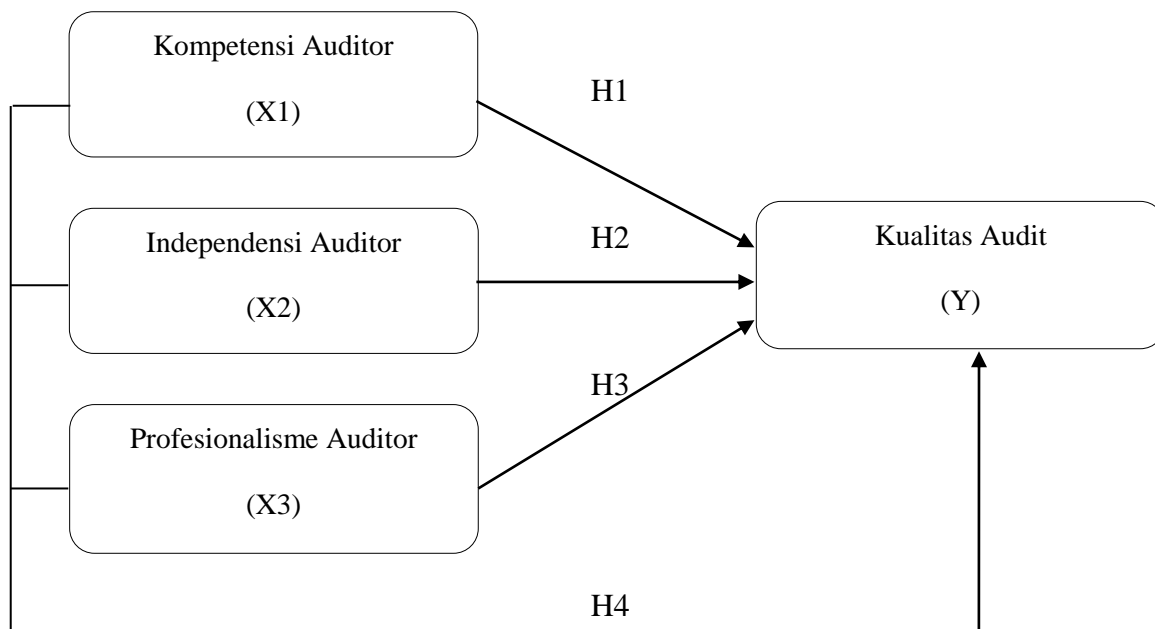 Kompetensi Auditor
(X1)
H1
Independensi Auditor
(X2)
H2
Kualitas Audit
(Y)
Profesionalisme Auditor
(X3)
H3
H4